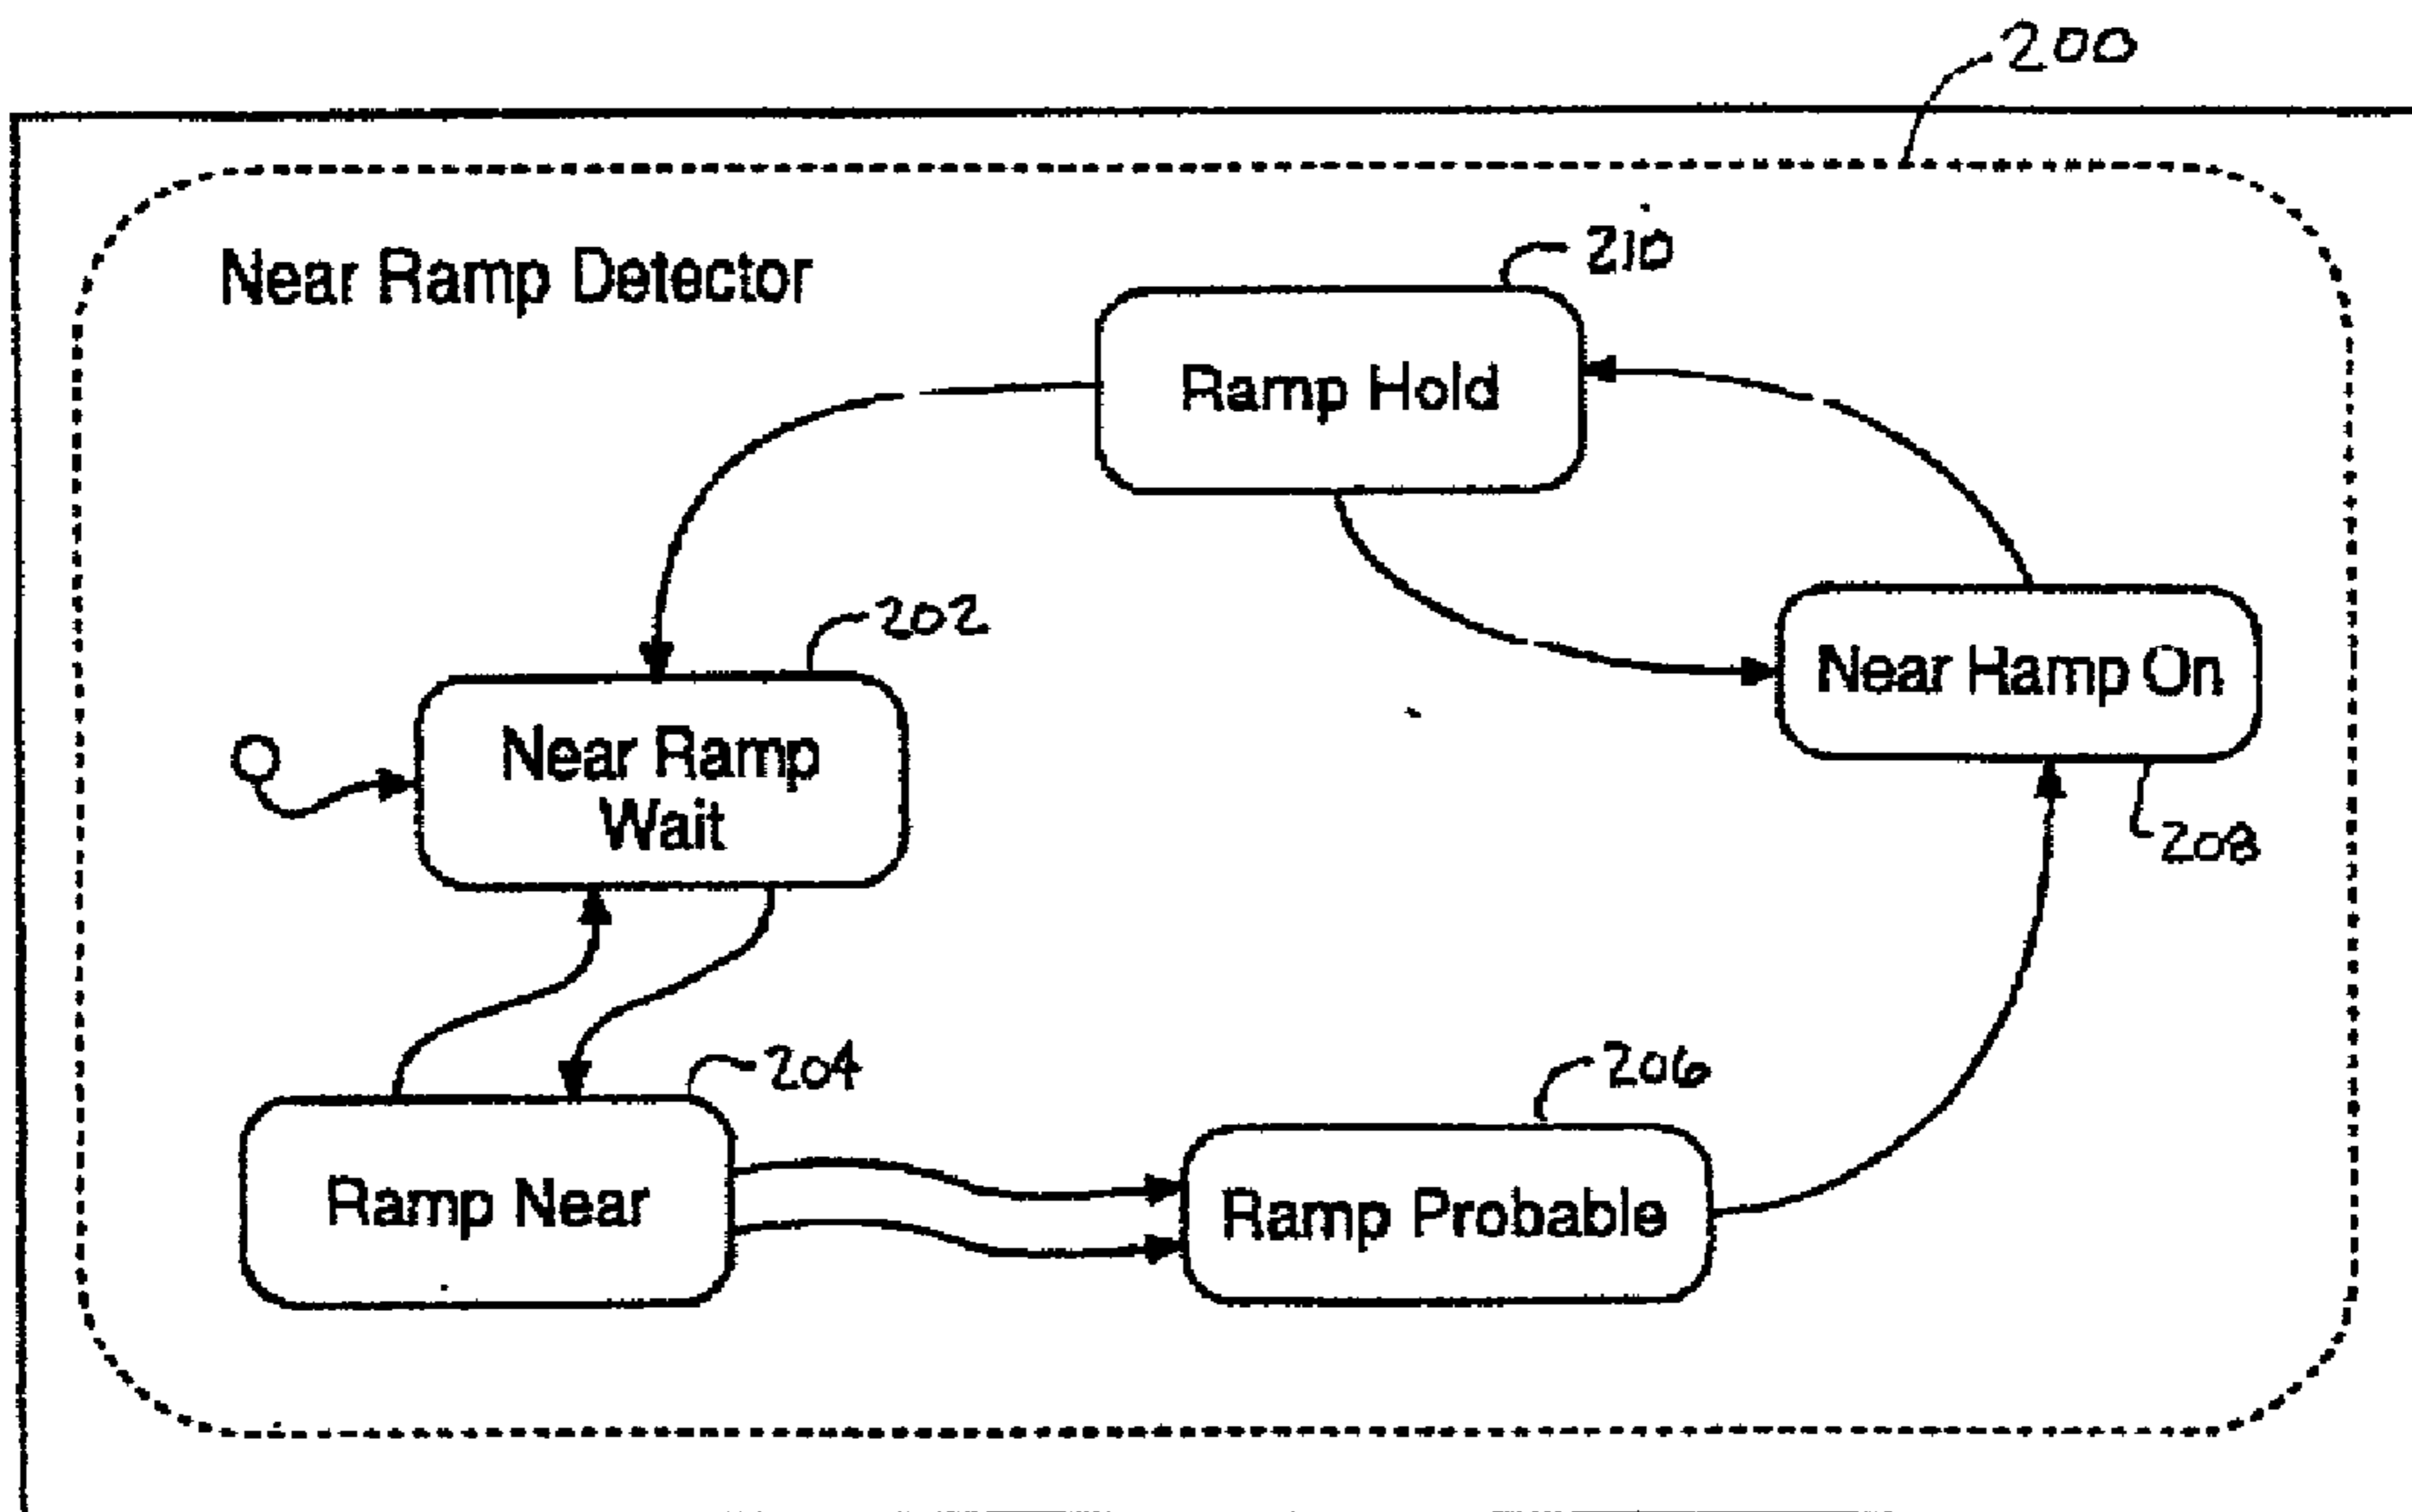 200
Near Ramp Detector
210
Ramp Hold
202
Near Ramp
Wait
Near Hamp On
208
204
Ramp Near
206
Ramp Probable